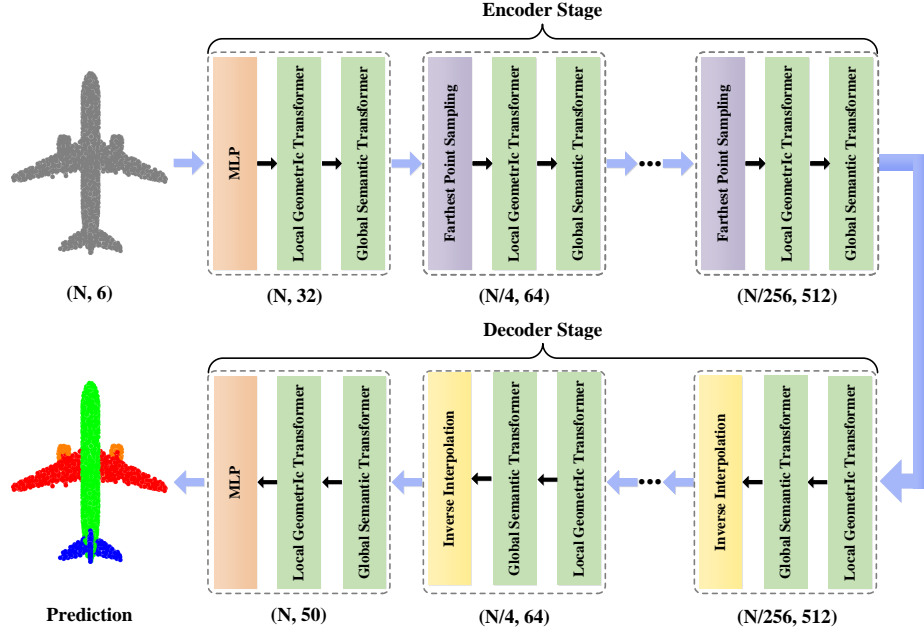 Encoder Stage
MLP
Local Geometric Transformer
Global Semantic Transformer
Farthest Point Sampling
Local Geometric Transformer
Global Semantic Transformer
Farthest Point Sampling
Local Geometric Transformer
Global Semantic Transformer
(N, 6)
(N, 32)
(N/4, 64)
(N/256, 512)
Decoder Stage
MLP
Local Geometric Transformer
Global Semantic Transformer
Inverse Interpolation
Global Semantic Transformer
Local Geometric Transformer
Inverse Interpolation
Global Semantic Transformer
Local Geometric Transformer
Prediction
(N, 50)
(N/4, 64)
(N/256, 512)